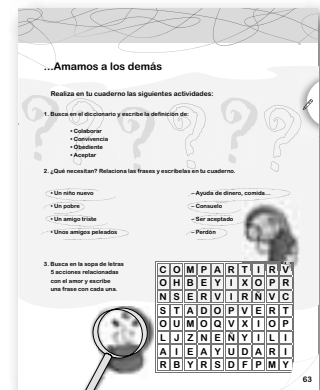 ...Amamos a los demás
Realiza en tu cuaderno las siguientes actividades:
1. Busca en el diccionario y escribe la definición de:
• Colaborar
• Convivencia
• Obediente
• Aceptar
2. ¿Qué necesitan? Relaciona las frases y escríbelas en tu cuaderno.
• Un niño nuevo
– Ayuda de dinero, comida...
• Un pobre
– Consuelo
• Un amigo triste
– Ser aceptado
• Unos amigos peleados
– Perdón
3. Busca en la sopa de letras
5 acciones relacionadas
con el amor y escribe
una frase con cada una.
C O M P A R T I R V
O H B E Y I X O P R
N S E R V I R Ñ V C
S T A D O P V E R T
O U M O Q V X I O P
L J Z N E Ñ Y I L I
A I E A Y U D A R I
R B Y R S D F P M Y
63